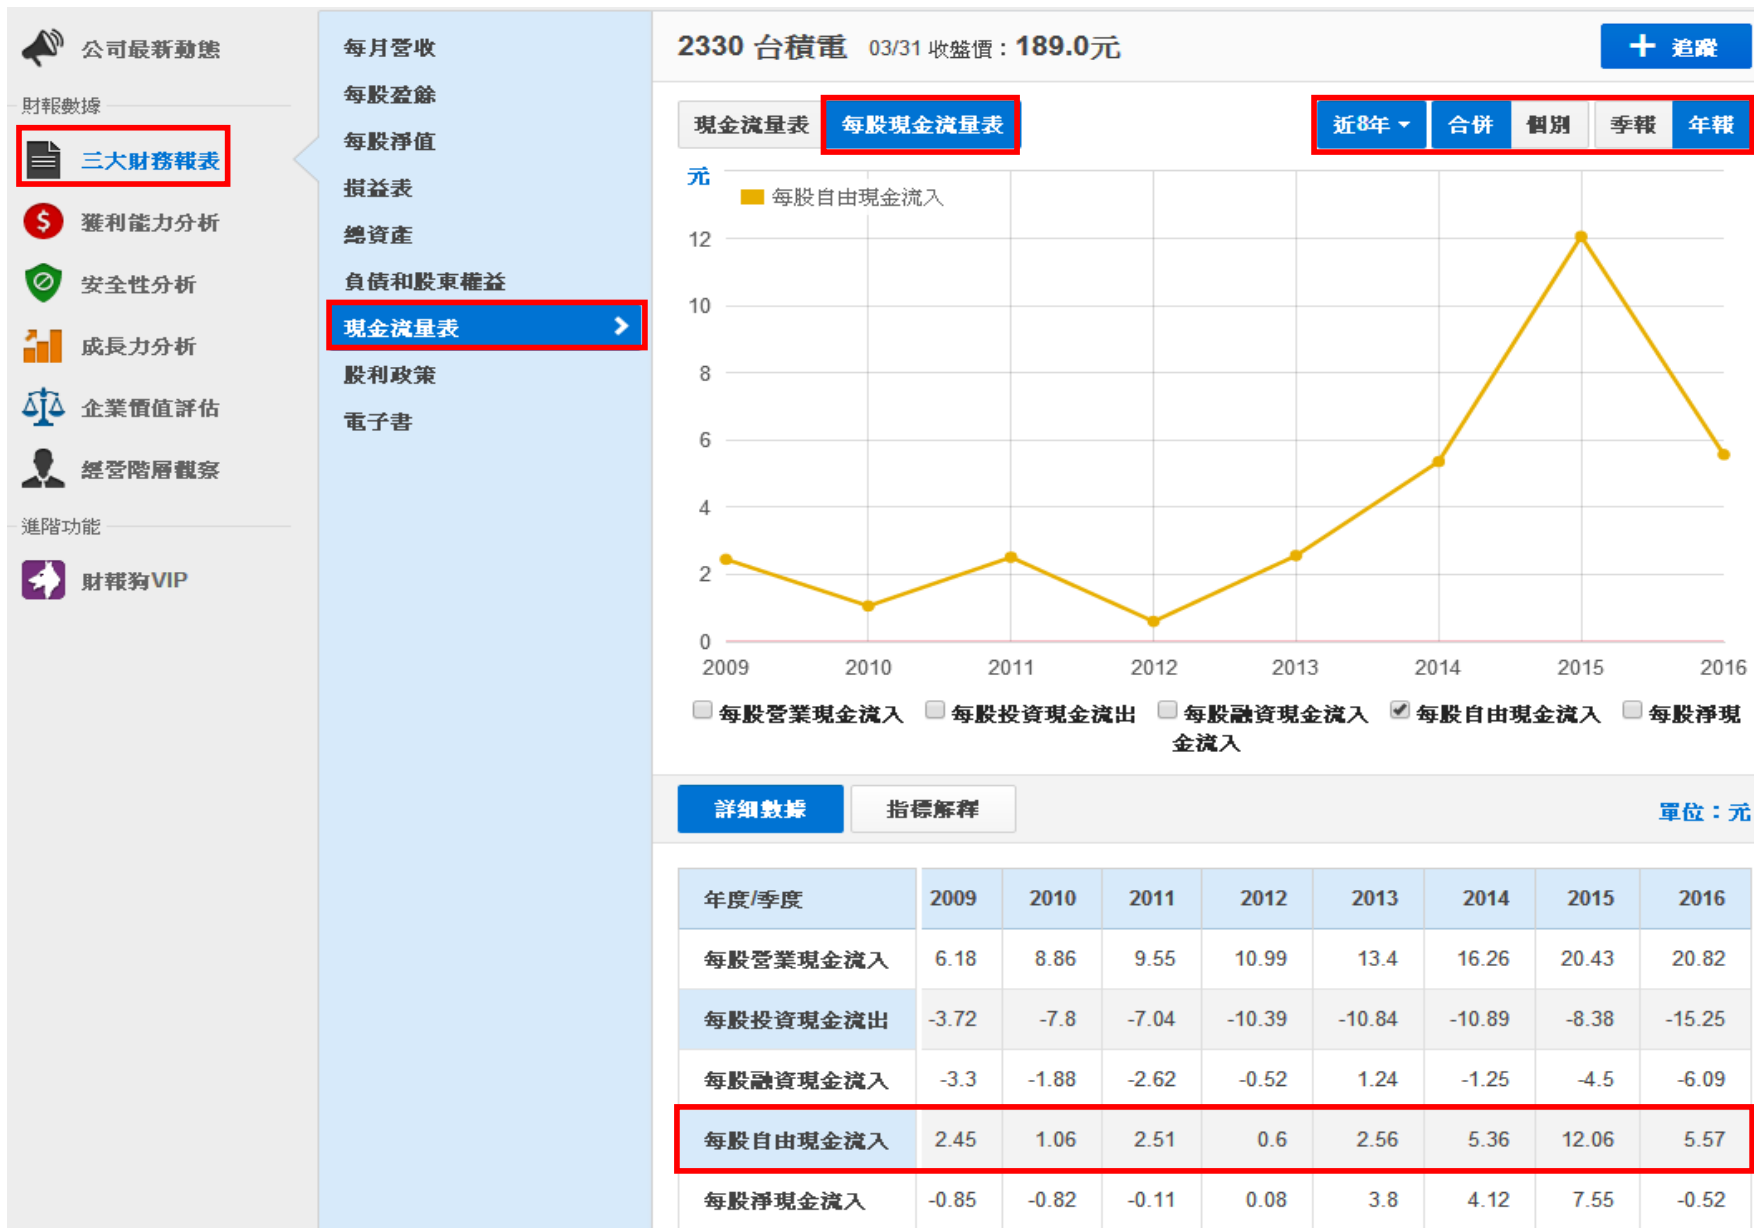 公司最新動態
財報數據
三大財務報表
獲利能力分析
安全性分析
成長力分析
企業價值評估
經營階層觀察
進階功能
財報狗VIP
每月營收
每股盈餘
每股淨值
損益表
總資產
負債和股東權益
現金流量表
股利政策
電子書
2330 台積電 03/31 收盤價：189.0元
追蹤
現金流量表 每股現金流量表 近8年 合併 個別 季報 年報
元
每股自由現金流入
12
10
8
6
4
2
0
2009 2010 2011 2012 2013 2014 2015 2016
每股營業現金流入 每股投資現金流出 每股融資現金流入 每股自由現金流入 每股淨現
金流入
詳細數據 指標解釋 單位：元
年度/季度 2009 2010 2011 2012 2013 2014 2015 2016
每股營業現金流入 6.18 8.86 9.55 10.99 13.4 16.26 20.43 20.82
每股投資現金流出 -3.72 -7.8 -7.04 -10.39 -10.84 -10.89 -8.38 -15.25
每股融資現金流入 -3.3 -1.88 -2.62 -0.52 1.24 -1.25 -4.5 -6.09
每股自由現金流入 2.45 1.06 2.51 0.6 2.56 5.36 12.06 5.57
每股淨現金流入 -0.85 -0.82 -0.11 0.08 3.8 4.12 7.55 -0.52